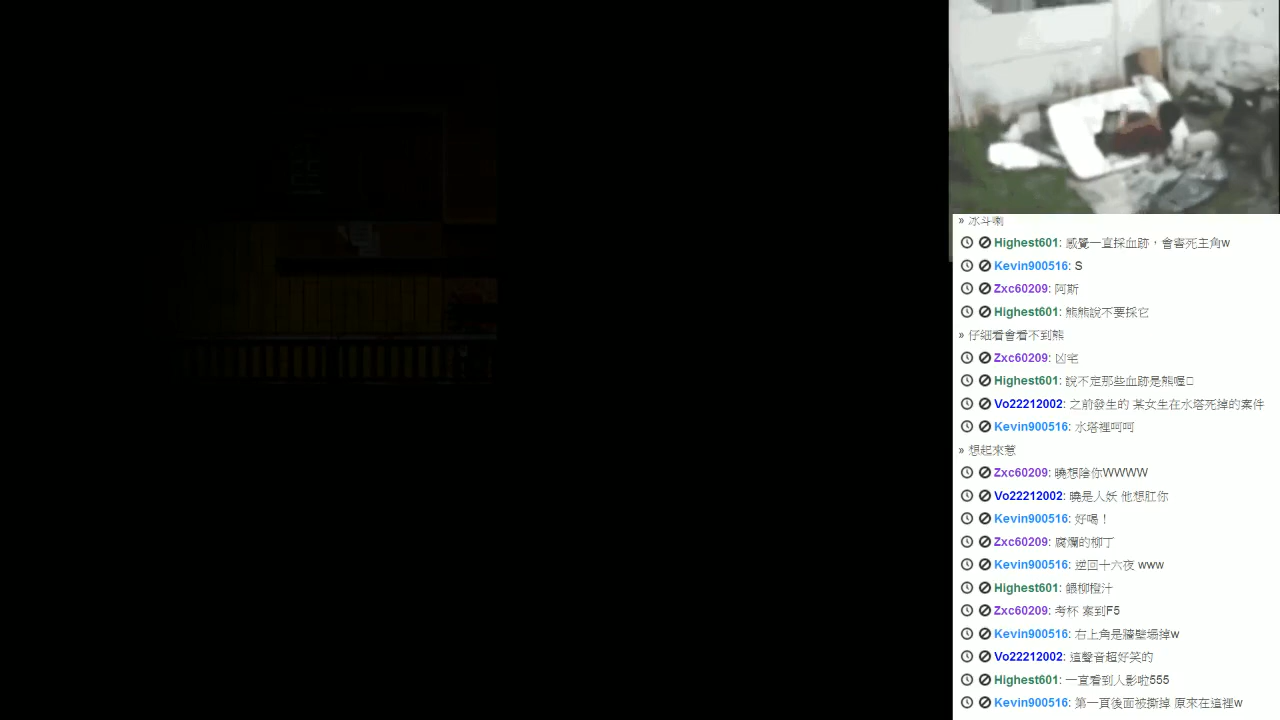 » 冰斗喇
Highest601: 感覺一直採血跡，會害死主角w
Kevin900516: S
Zxc60209: 阿斯
Highest601: 熊熊說不要採它
» 仔細看會看不到熊
Zxc60209: 凶宅
Highest601: 說不定那些血跡是熊喔
Vo22212002: 之前發生的 某女生在水塔死掉的案件
Kevin900516: 水塔裡呵呵
» 想起來惹
Zxc60209: 曉想陰你WWWW
Vo22212002: 曉是人妖 他想肛你
Kevin900516: 好喝！
Zxc60209: 腐爛的柳丁
Kevin900516: 逆回十六夜 www
Highest601: 餵柳橙汁
Zxc60209: 考杯 案到F5
Kevin900516: 右上角是牆壁塌掉w
Vo22212002: 這聲音超好笑的
Highest601: 一直看到人影啦555
Kevin900516: 第一頁後面被撕掉 原來在這裡w